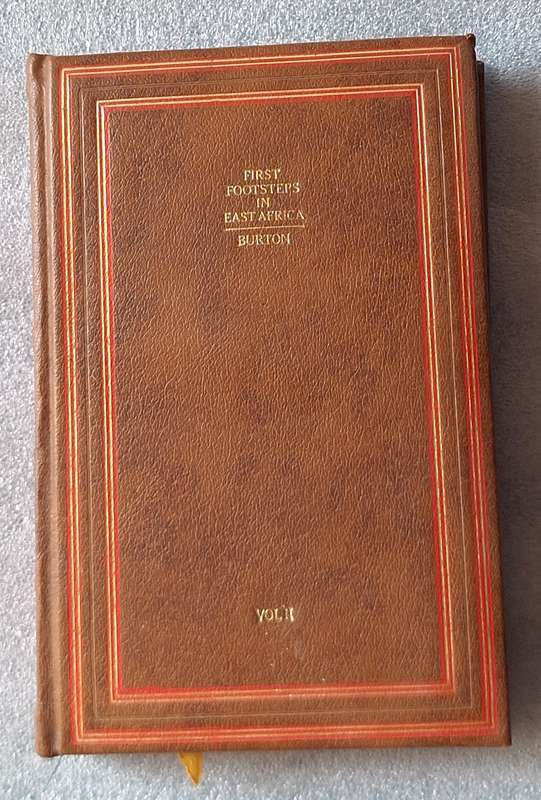 FIRST
FOOTSTEPS
IN
EAST AFRICA
BURTON
VOL II